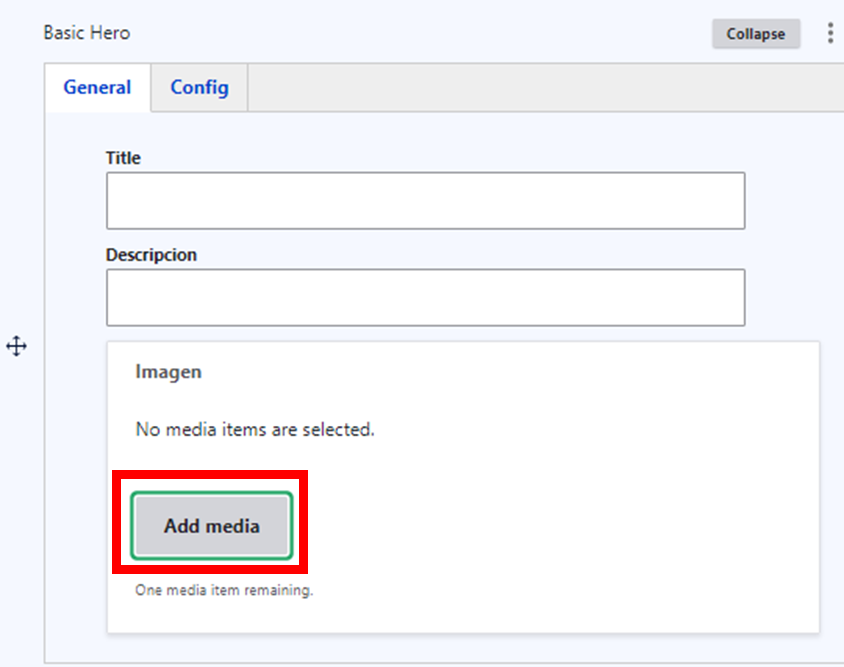 Basic Hero
Collapse
General
Config
Title
Descripcion
Imagen
No media items are selected.
Add media
One media item remaining.